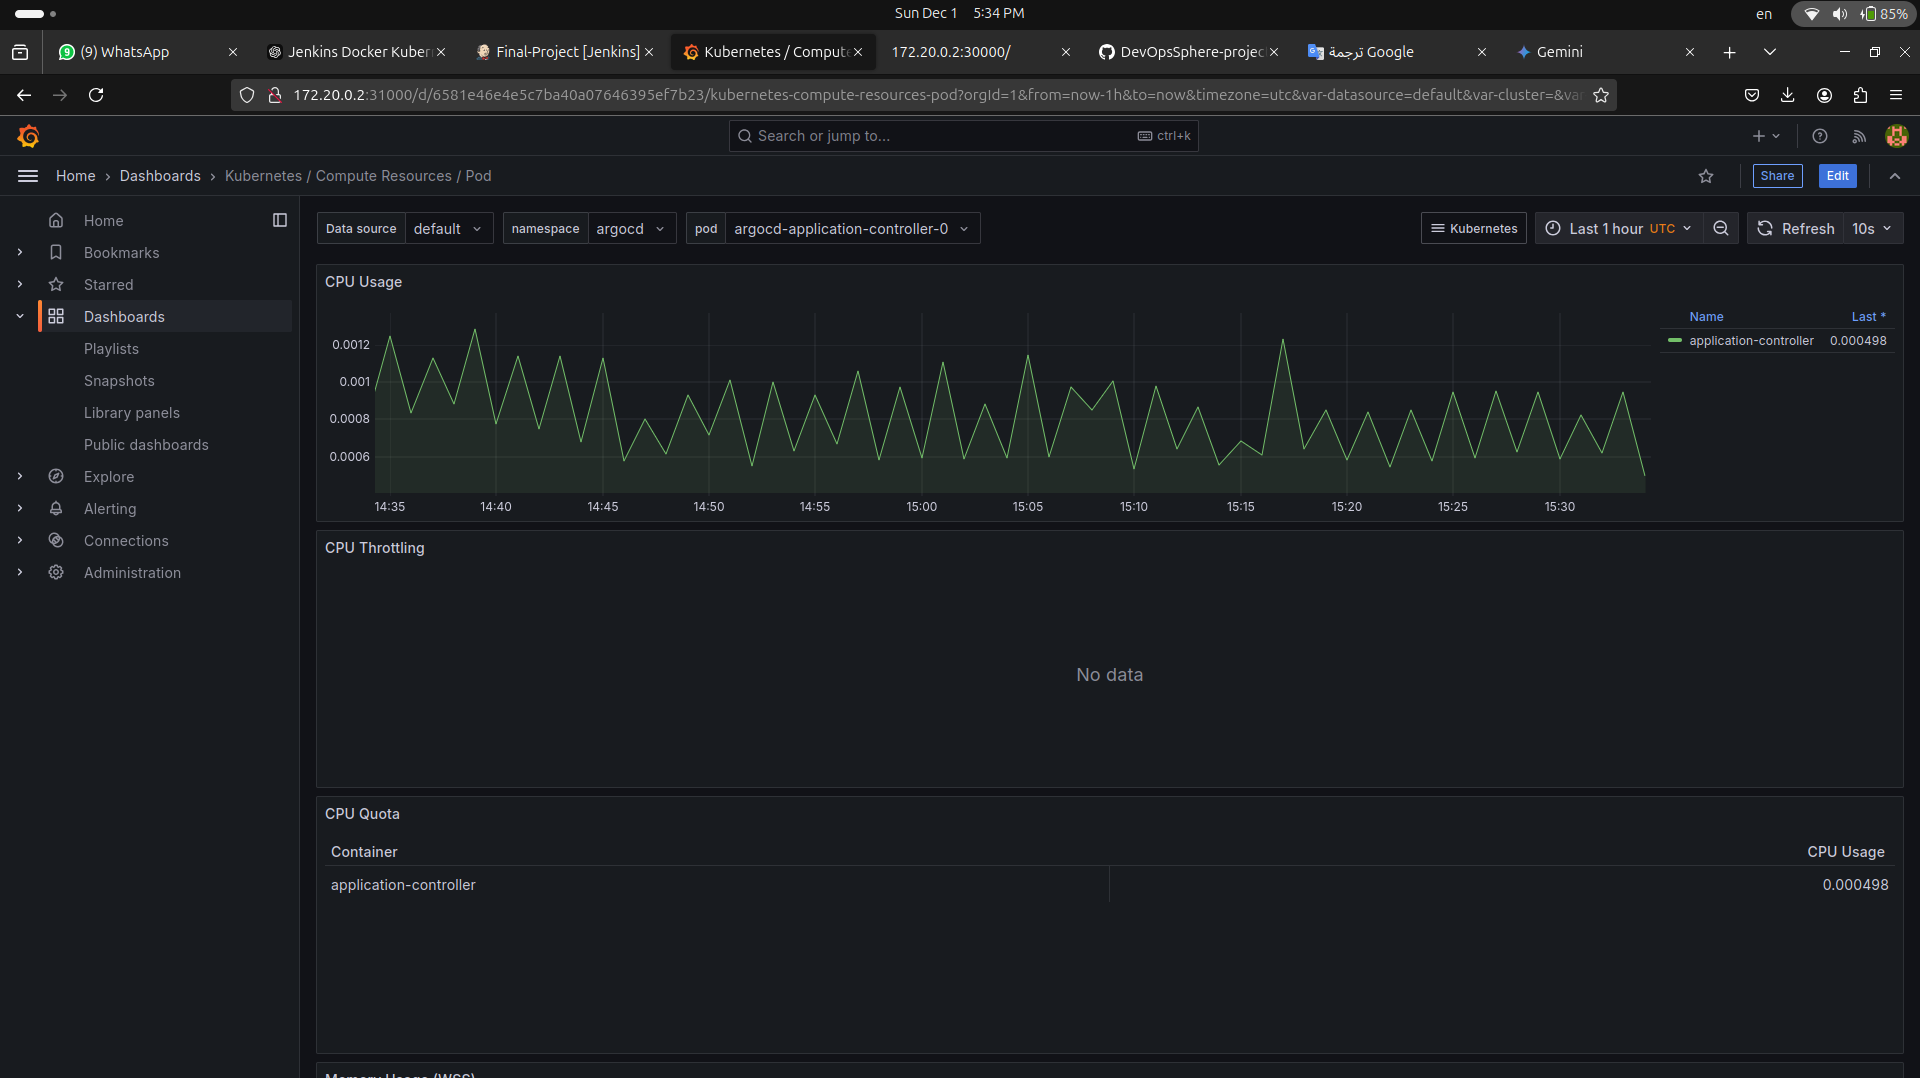 Sun Dec 1 5:34 PM
en
85%
(9) WhatsApp
Jenkins Docker Kuber
Final-Project [Jenkins]
Kubernetes / Compute
172.20.0.2:30000/
DevOpsSphere-projec
ترجمة Google
Gemini
172.20.0.2:31000/d/6581e46e4e5c7ba40a07646395ef7b23/kubernetes-compute-resources-pod?orgId=1&from=now-1h&to=now&timezone=utc&var-datasource=default&var-cluster=&va
Search or jump to...
ctrl+k
Home › Dashboards › Kubernetes / Compute Resources / Pod
Share
Edit
Home
Bookmarks
Starred
Dashboards
Playlists
Snapshots
Library panels
Public dashboards
Explore
Alerting
Connections
Administration
Data source default
namespace argocd
pod argocd-application-controller-0
Kubernetes
Last 1 hour UTC
Refresh 10s
CPU Usage
0.0012
0.001
0.0008
0.0006
14:35 14:40 14:45 14:50 14:55 15:00 15:05 15:10 15:15 15:20 15:25 15:30
Name Last *
application-controller 0.000498
CPU Throttling
No data
CPU Quota
Container CPU Usage
application-controller 0.000498
Memory Usage (WSS)